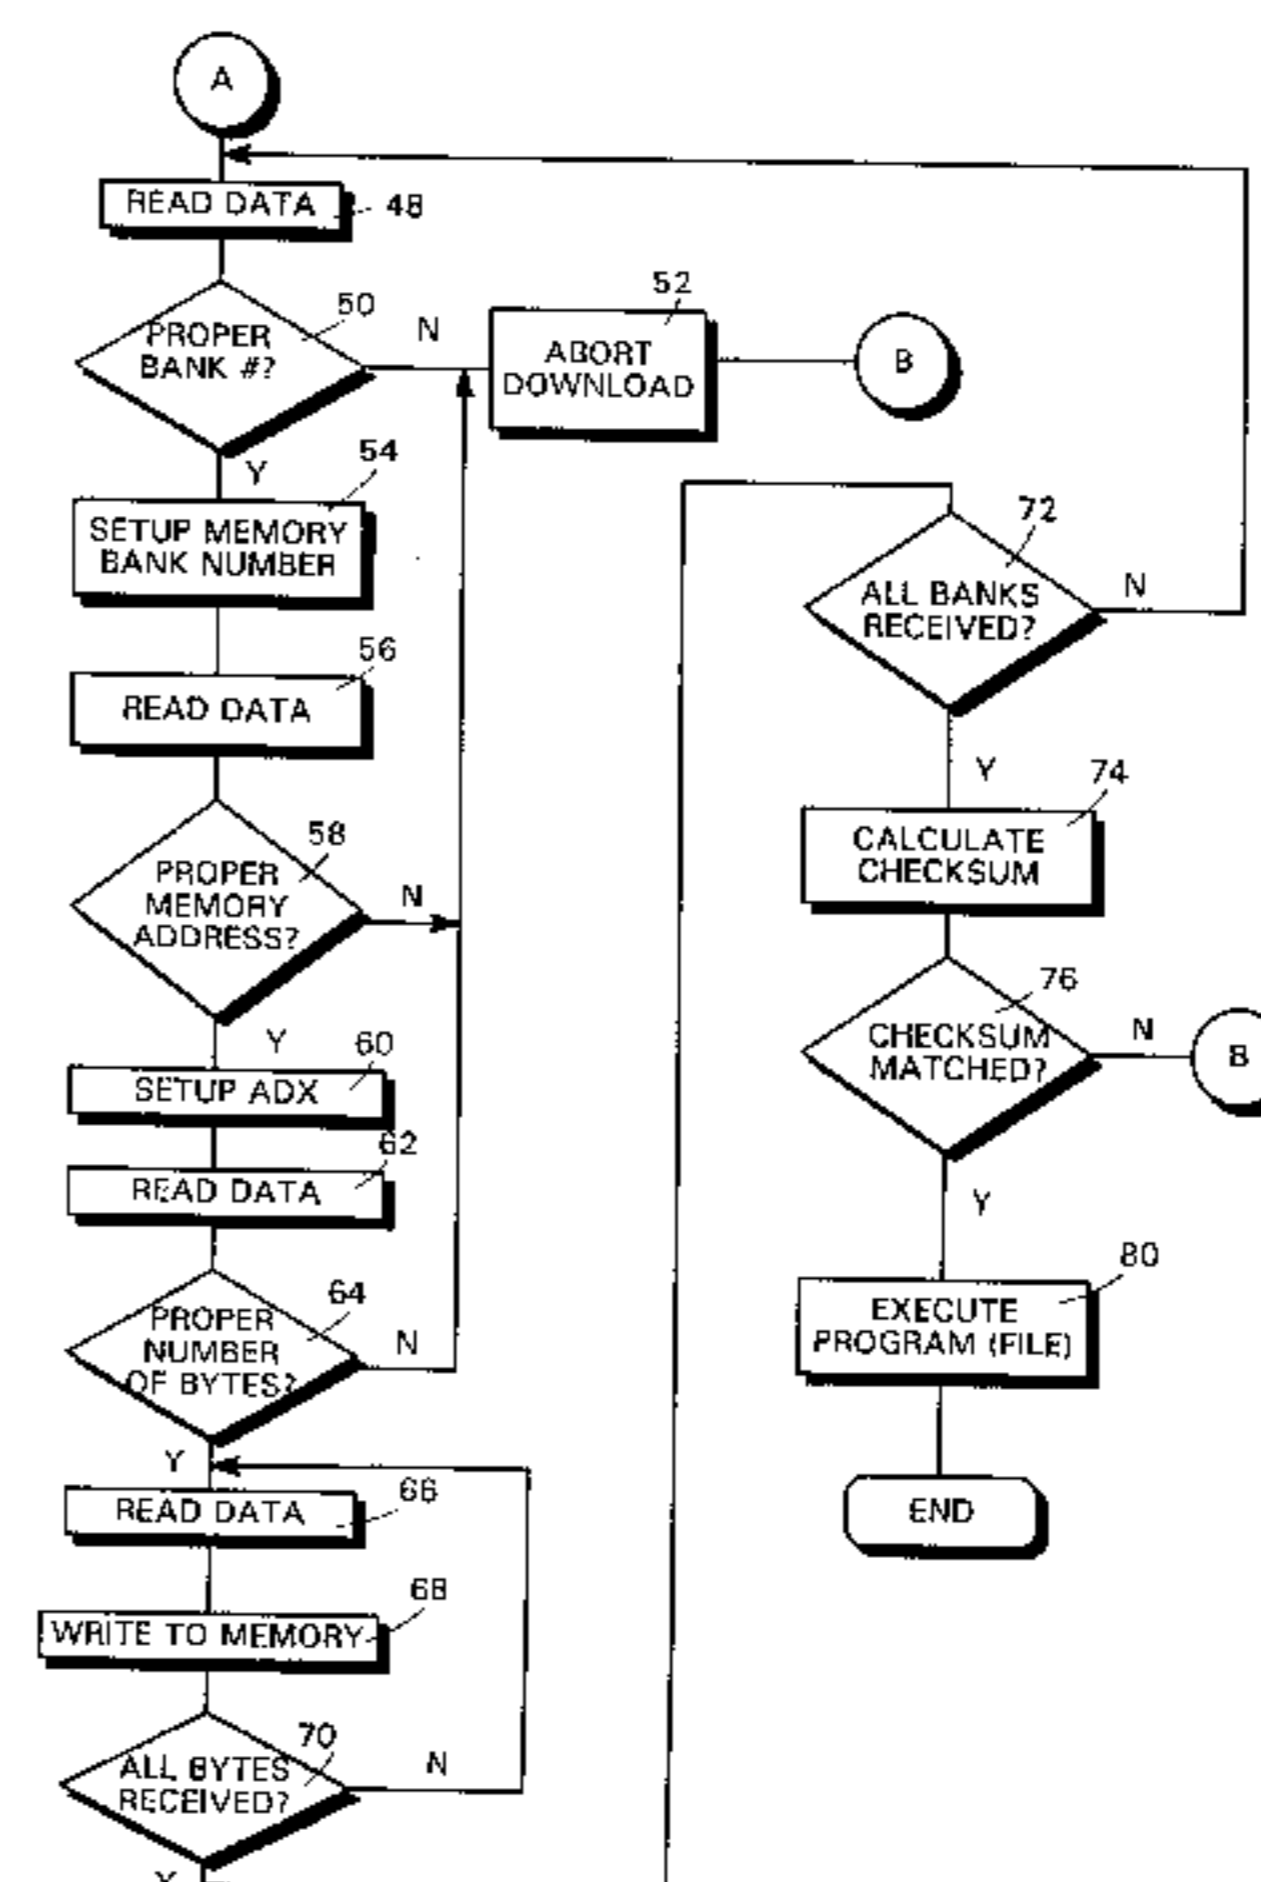 A
READ DATA
48
PROPER
BANK #?
50
N
Y
52
ABORT
DOWNLOAD
B
54
SETUP MEMORY
BANK NUMBER
56
READ DATA
58
PROPER
MEMORY
ADDRESS?
N
Y
60
SETUP ADX
62
READ DATA
64
PROPER
NUMBER
OF BYTES?
N
Y
66
READ DATA
68
WRITE TO MEMORY
70
ALL BYTES
RECEIVED?
N
Y
72
ALL BANKS
RECEIVED?
N
Y
74
CALCULATE
CHECKSUM
76
CHECKSUM
MATCHED?
N
B
Y
80
EXECUTE
PROGRAM (FILE)
END